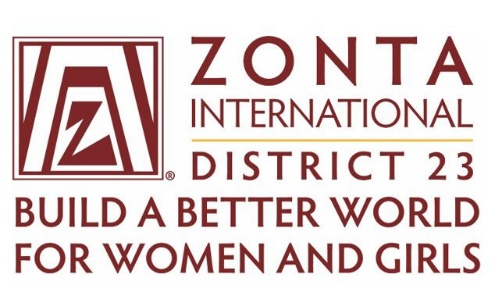 ZONTA
INTERNATIONAL
DISTRICT 23
BUILD A BETTER WORLD
FOR WOMEN AND GIRLS